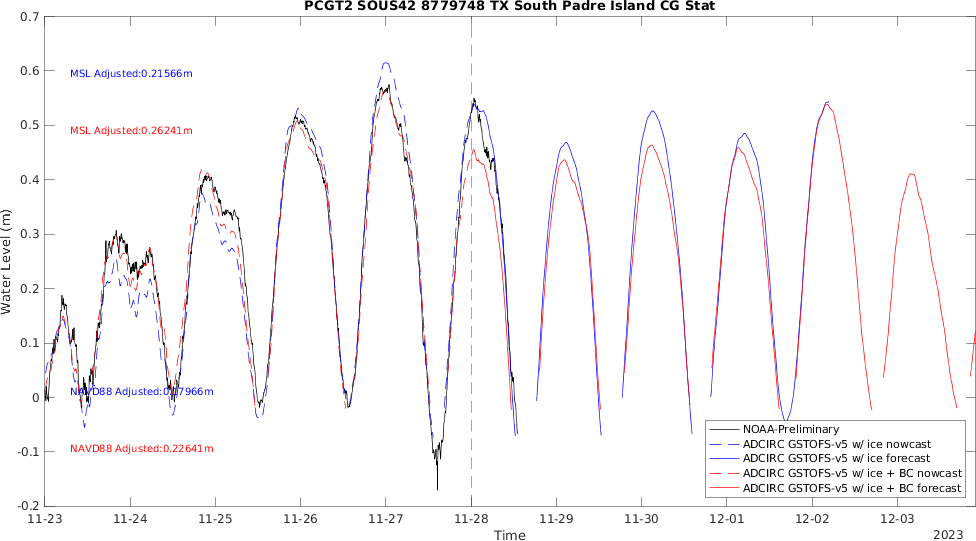 PCGT2 SOUS42 8779748 TX South Padre Island CG Stat
0.7
0.6
0.5
0.4
0.3
0.2
0.1
0
-0.1
-0.2
Water Level (m)
MSL Adjusted:0.21566m
MSL Adjusted:0.26241m
NAVD88 Adjusted:0.17966m
NAVD88 Adjusted:0.22641m
NOAA-Preliminary
ADCIRC GSTOFS-v5 w/ ice nowcast
ADCIRC GSTOFS-v5 w/ ice forecast
ADCIRC GSTOFS-v5 w/ ice + BC nowcast
ADCIRC GSTOFS-v5 w/ ice + BC forecast
11-23 11-24 11-25 11-26 11-27 11-28 11-29 11-30 12-01 12-02 12-03
Time
2023